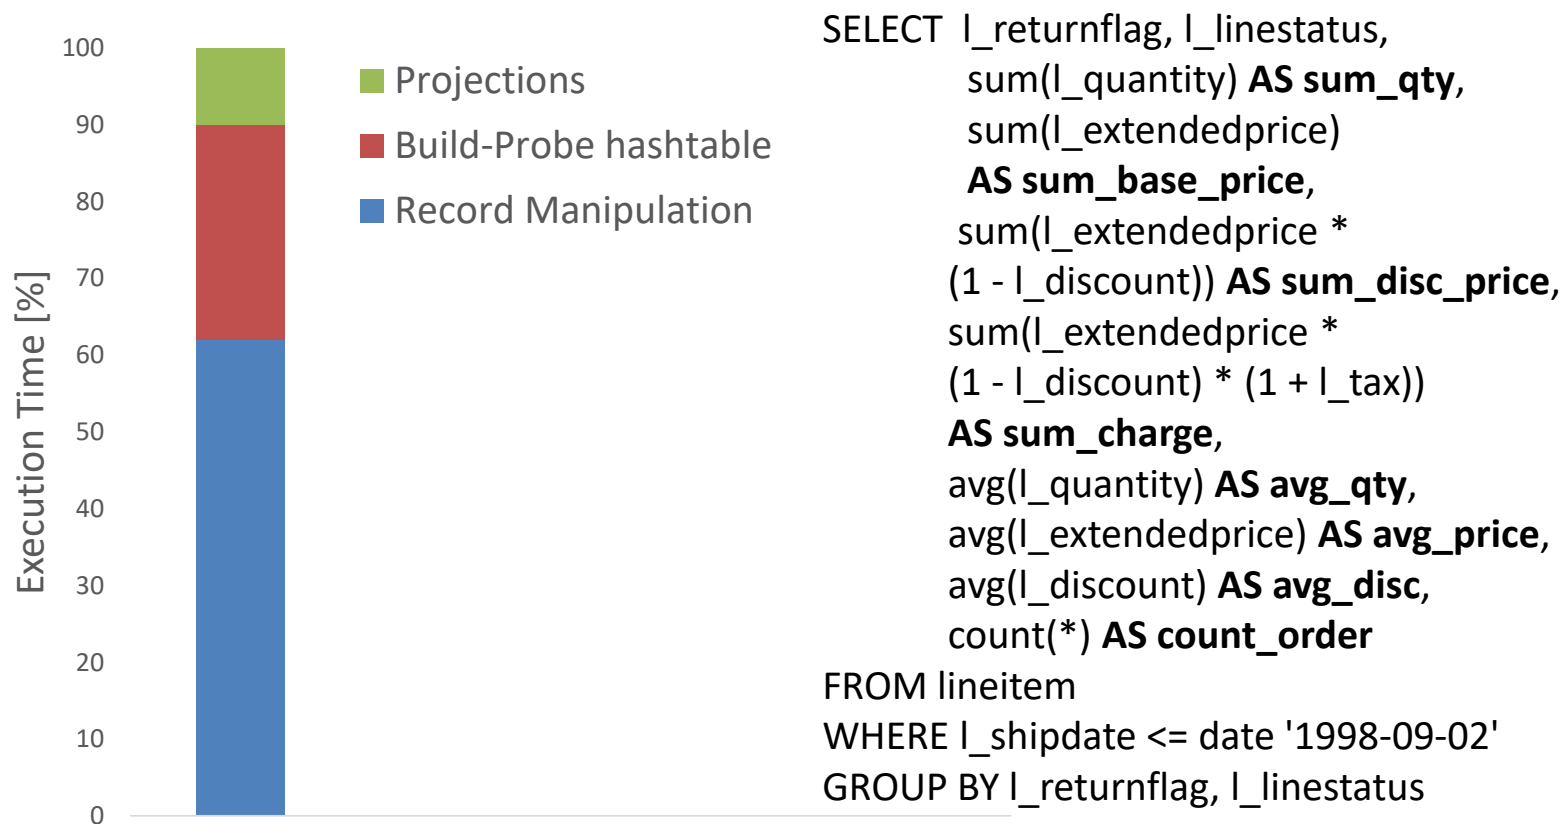 100
90
80
70
60
50
40
30
20
10
0
Execution Time [%]
Projections
Build-Probe hashtable
Record Manipulation
SELECT l_returnflag, l_linestatus,
sum(l_quantity) AS sum_qty,
sum(l_extendedprice)
AS sum_base_price,
sum(l_extendedprice *
(1 - l_discount)) AS sum_disc_price,
sum(l_extendedprice *
(1 - l_discount) * (1 + l_tax))
AS sum_charge,
avg(l_quantity) AS avg_qty,
avg(l_extendedprice) AS avg_price,
avg(l_discount) AS avg_disc,
count(*) AS count_order
FROM lineitem
WHERE l_shipdate <= date '1998-09-02'
GROUP BY l_returnflag, l_linestatus